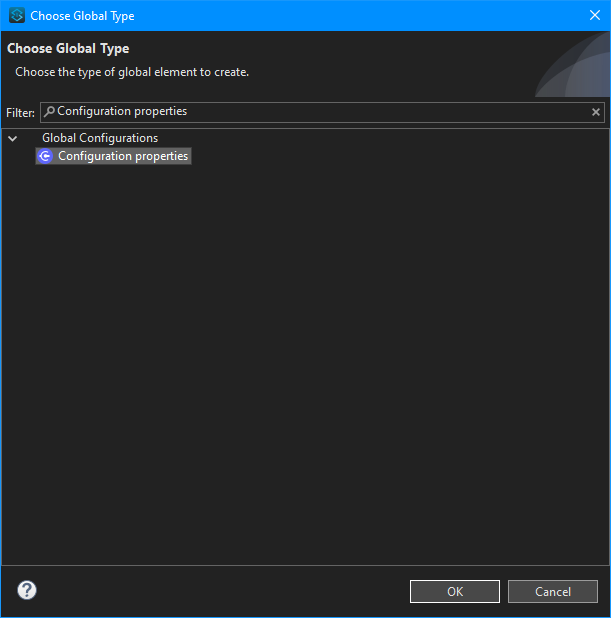 Choose Global Type
Choose Global Type
Choose the type of global element to create.
Filter: Configuration properties
Global Configurations
Configuration properties
OK Cancel